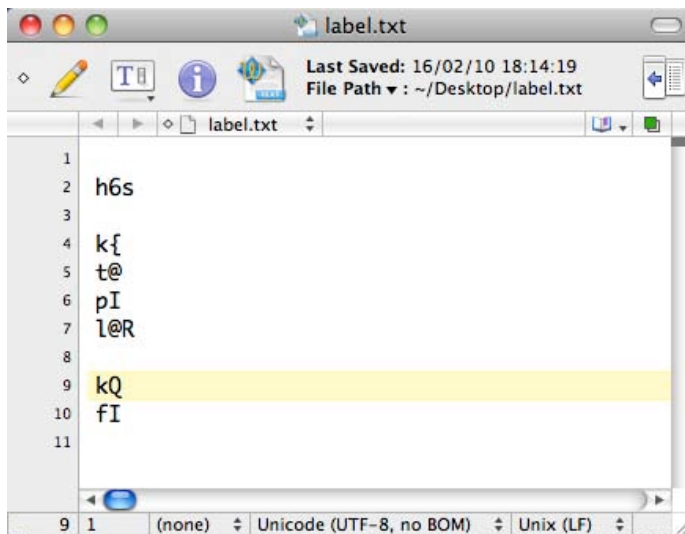 label.txt
Last Saved: 16/02/10 18:14:19
File Path ▾ : ~/Desktop/label.txt
label.txt
1
2 h6s
3
4 k{
5 t@
6 pI
7 l@R
8
9 kQ
10 fI
11
9 1 (none) Unicode (UTF-8, no BOM) Unix (LF)